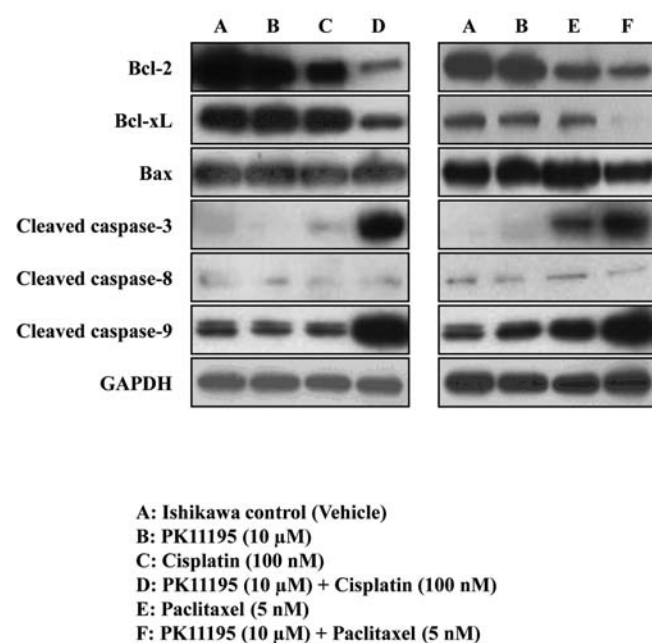 A B C D A B E F
Bcl-2
Bcl-xL
Bax
Cleaved caspase-3
Cleaved caspase-8
Cleaved caspase-9
GAPDH
A: Ishikawa control (Vehicle)
B: PK11195 (10 µM)
C: Cisplatin (100 nM)
D: PK11195 (10 µM) + Cisplatin (100 nM)
E: Paclitaxel (5 nM)
F: PK11195 (10 µM) + Paclitaxel (5 nM)